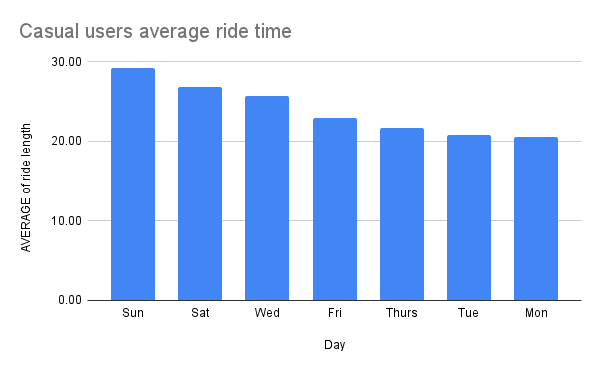 Casual users average ride time
30.00
20.00
10.00
0.00
AVERAGE of ride length
Sun Sat Wed Fri Thurs Tue Mon
Day